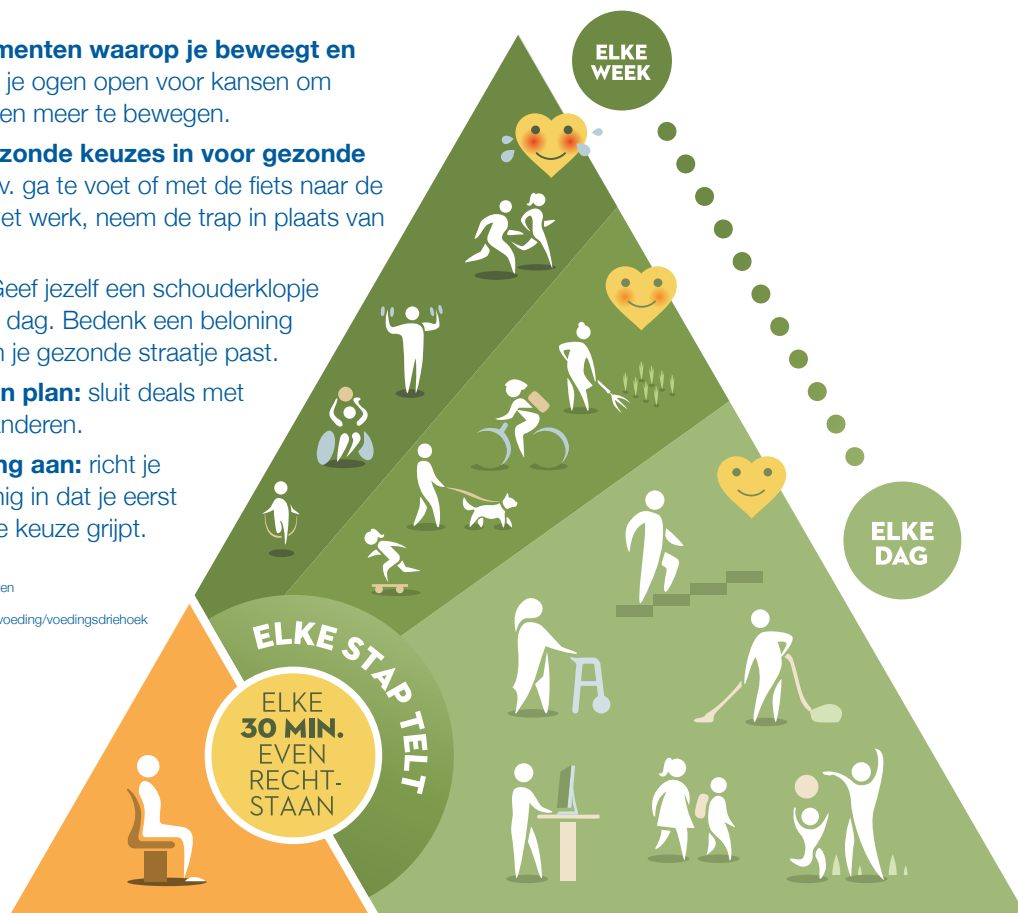 menten waarop je beweegt en
je ogen open voor kansen om
en meer te bewegen.
zonde keuzes in voor gezonde
v. ga te voet of met de fiets naar de
et werk, neem de trap in plaats van
Geef jezelf een schouderklopje
dag. Bedenk een beloning
n je gezonde straatje past.
n plan: sluit deals met
nderen.
ng aan: richt je
nig in dat je eerst
e keuze grijpt.
en
voeding/voedingsdriehoek
ELKE
WEEK
ELKE
DAG
ELKE STAP TELT
ELKE
30 MIN.
EVEN
RECHT-
STAAN